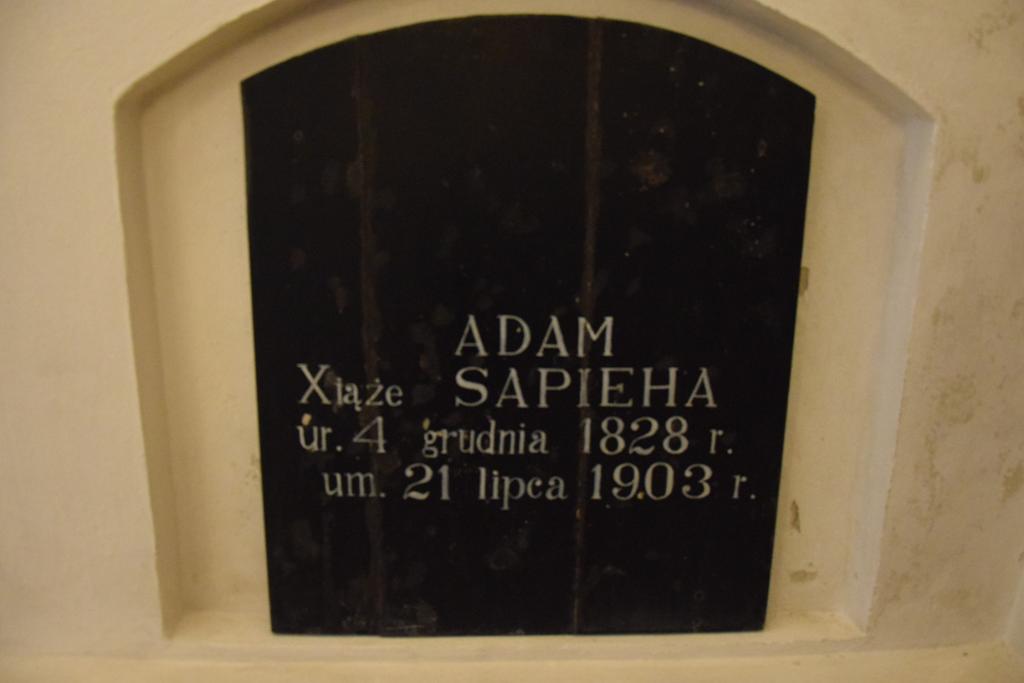 ADAM
Xiąże SAPIEHA
ur. 4 grudnia 1828 r.
um. 21 lipca 1903 r.